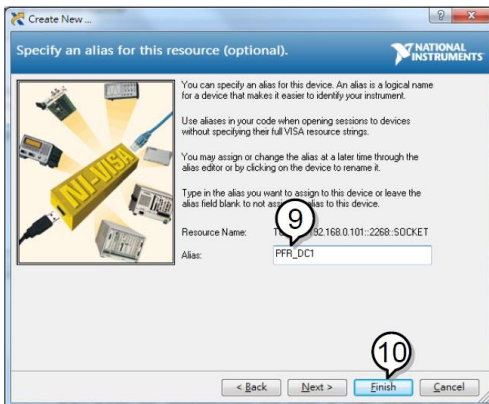 Create New ...
Specify an alias for this resource (optional).
NATIONAL
INSTRUMENTS
You can specify an alias for this device. An alias is a logical name
for a device that makes it easier to identify your instrument.
Use aliases in your code when opening sessions to devices
without specifying their full VISA resource strings.
You may assign or change the alias at a later time through the
alias editor or by clicking on the device to rename it.
Type in the alias you want to assign to this device or leave the
alias field blank to not alias to this device.
NI-VISA
9
Resource Name: 192.168.0.101::2268::SOCKET
Alias: PFR_DC1
10
< Back Next > Finish Cancel